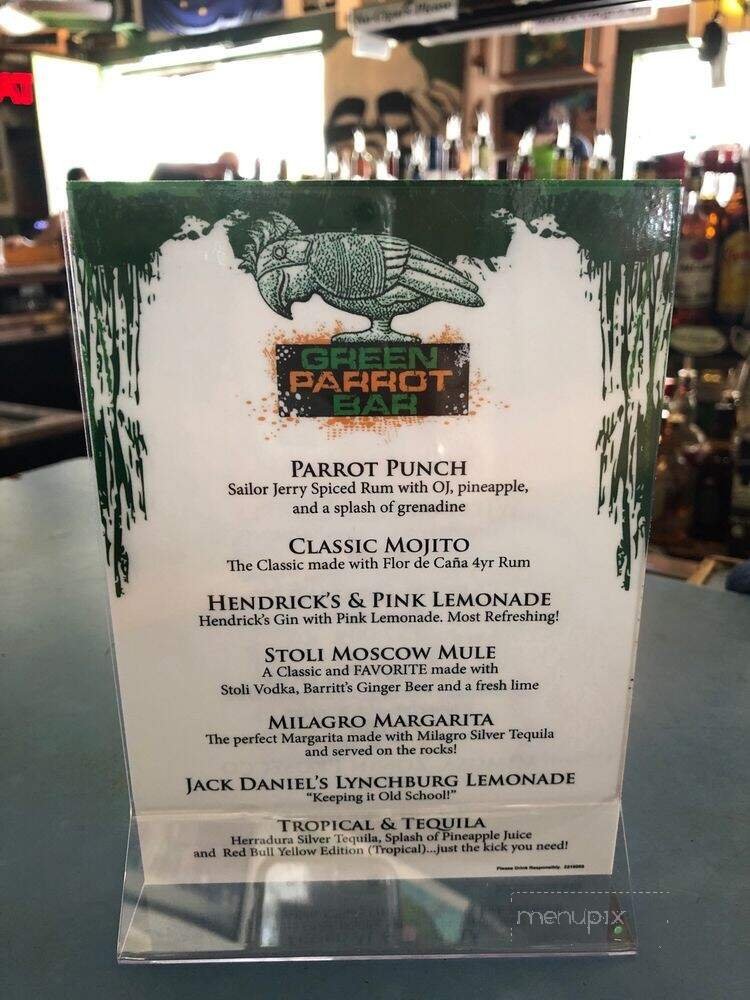 No Cigars Please
GREEN
PARROT
BAR
PARROT PUNCH
Sailor Jerry Spiced Rum with OJ, pineapple,
and a splash of grenadine
CLASSIC MOJITO
The Classic made with Flor de Caña 4yr Rum
HENDRICK'S & PINK LEMONADE
Hendrick's Gin with Pink Lemonade. Most Refreshing!
STOLI MOSCOW MULE
A Classic and FAVORITE made with
Stoli Vodka, Barritt's Ginger Beer and a fresh lime
MILAGRO MARGARITA
The perfect Margarita made with Milagro Silver Tequila
and served on the rocks!
JACK DANIEL'S LYNCHBURG LEMONADE
"Keeping it Old School!"
TROPICAL & TEQUILA
Herradura Silver Tequila, Splash of Pineapple Juice
and Red Bull Yellow Edition (Tropical)...just the kick you need!
Please Drink Responsibly.
menupix